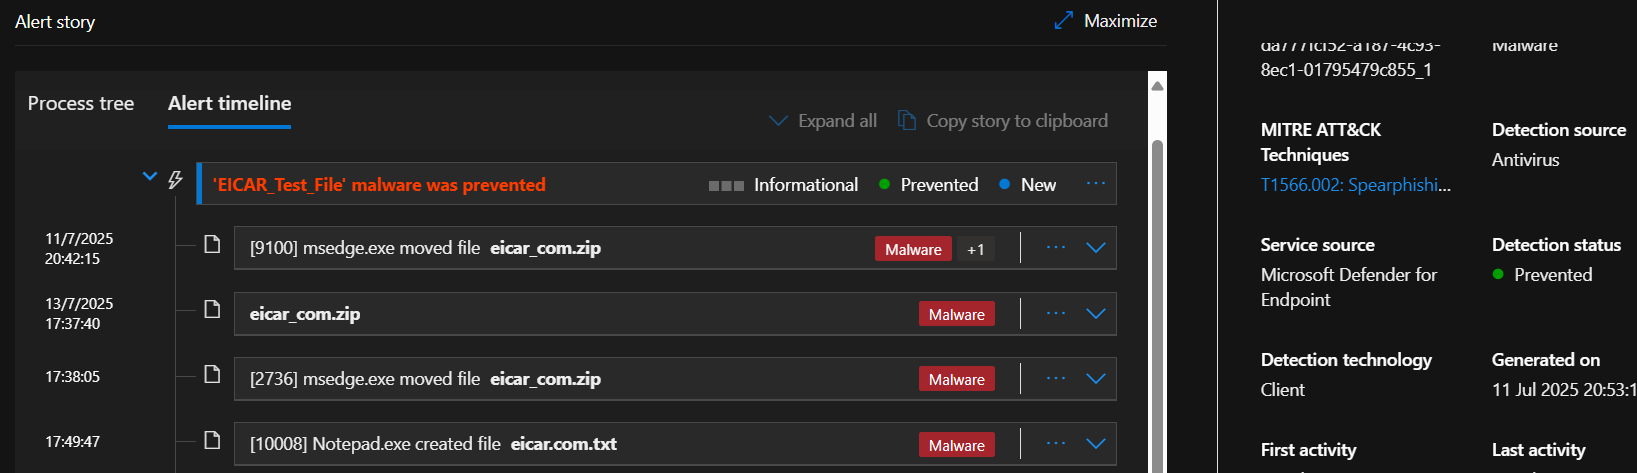 Alert story
Maximize
Process tree
Alert timeline
Expand all
Copy story to clipboard
'EICAR_Test_File' malware was prevented
Informational
Prevented
New
...
11/7/2025
20:42:15
[9100] msedge.exe moved file eicar_com.zip
Malware
+1
...
13/7/2025
17:37:40
eicar_com.zip
Malware
...
17:38:05
[2736] msedge.exe moved file eicar_com.zip
Malware
...
17:49:47
[10008] Notepad.exe created file eicar.com.txt
Malware
...
8ec1-01795479c855_1
Malware
MITRE ATT&CK
Techniques
T1566.002: Spearphishi...
Detection source
Antivirus
Service source
Microsoft Defender for
Endpoint
Detection status
Prevented
Detection technology
Client
Generated on
11 Jul 2025 20:53:1
First activity
Last activity